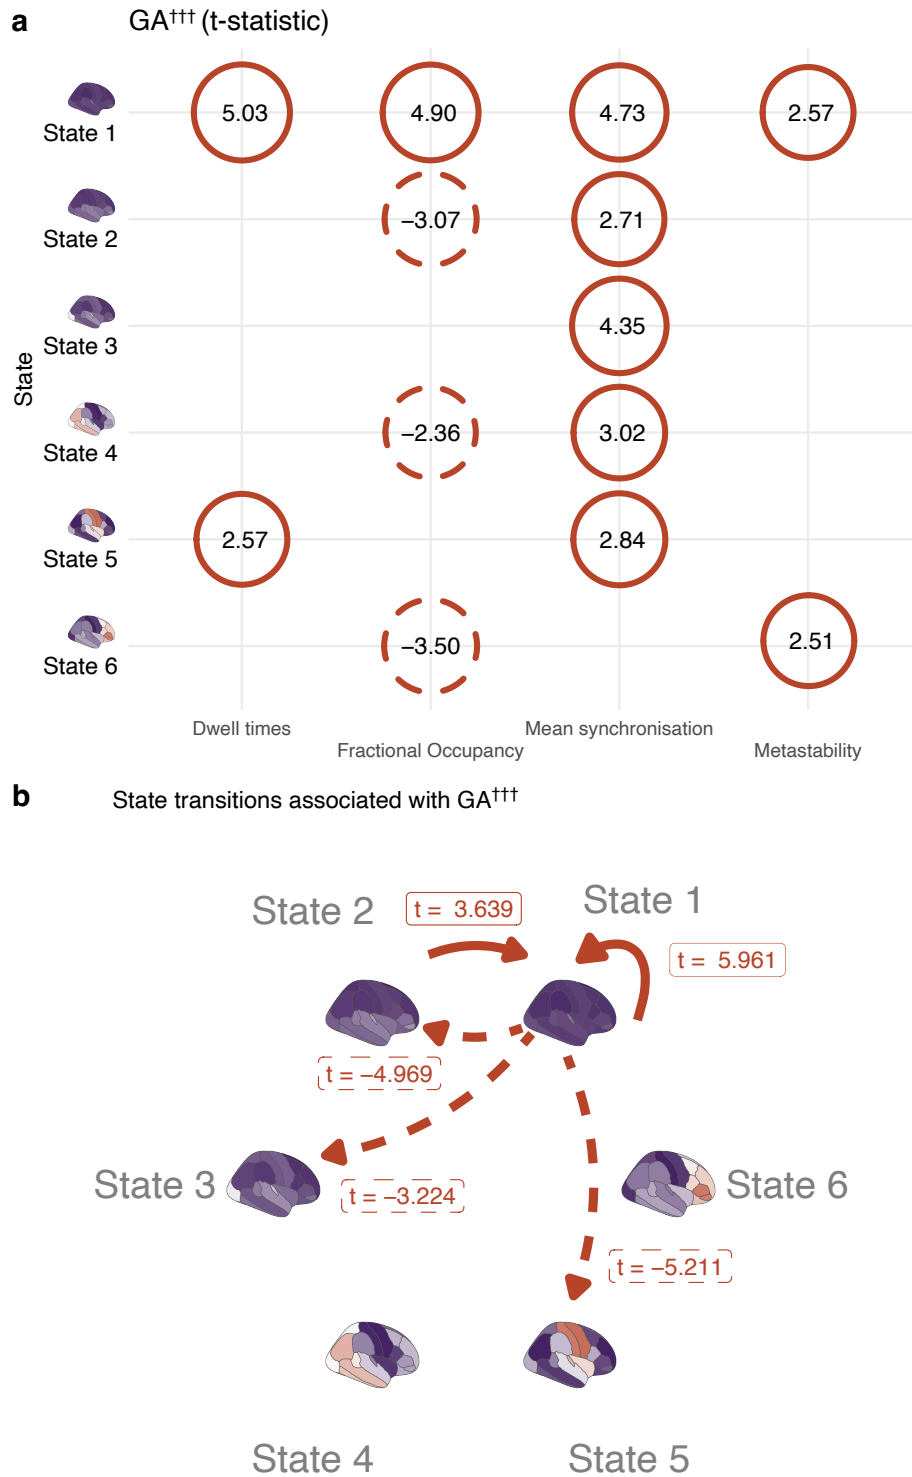 a
GA††† (t-statistic)
State
State 1
5.03
4.90
4.73
2.57
State 2
−3.07
2.71
State 3
4.35
State 4
−2.36
3.02
State 5
2.57
2.84
State 6
−3.50
2.51
Dwell times
Fractional Occupancy
Mean synchronisation
Metastability
b
State transitions associated with GA†††
State 2
t = 3.639
State 1
t = 5.961
t = −4.969
State 3
t = −3.224
State 6
t = −5.211
State 4
State 5